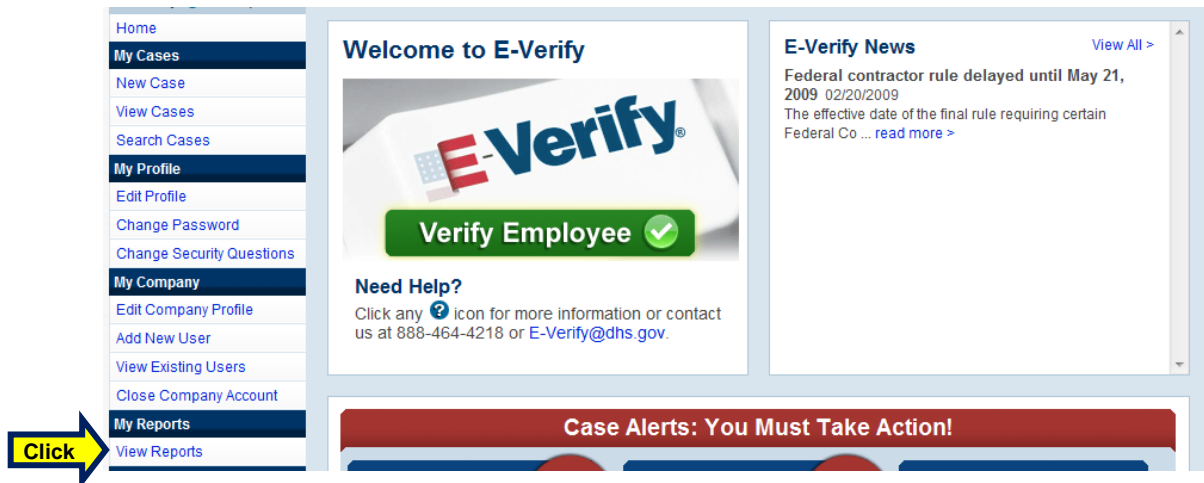 Home
My Cases
New Case
View Cases
Search Cases
My Profile
Edit Profile
Change Password
Change Security Questions
My Company
Edit Company Profile
Add New User
View Existing Users
Close Company Account
My Reports
View Reports
Click
Welcome to E-Verify
E-Verify®
Verify Employee
Need Help?
Click any ? icon for more information or contact
us at 888-464-4218 or E-Verify@dhs.gov.
E-Verify News
View All >
Federal contractor rule delayed until May 21,
2009 02/20/2009
The effective date of the final rule requiring certain
Federal Co ... read more >
Case Alerts: You Must Take Action!